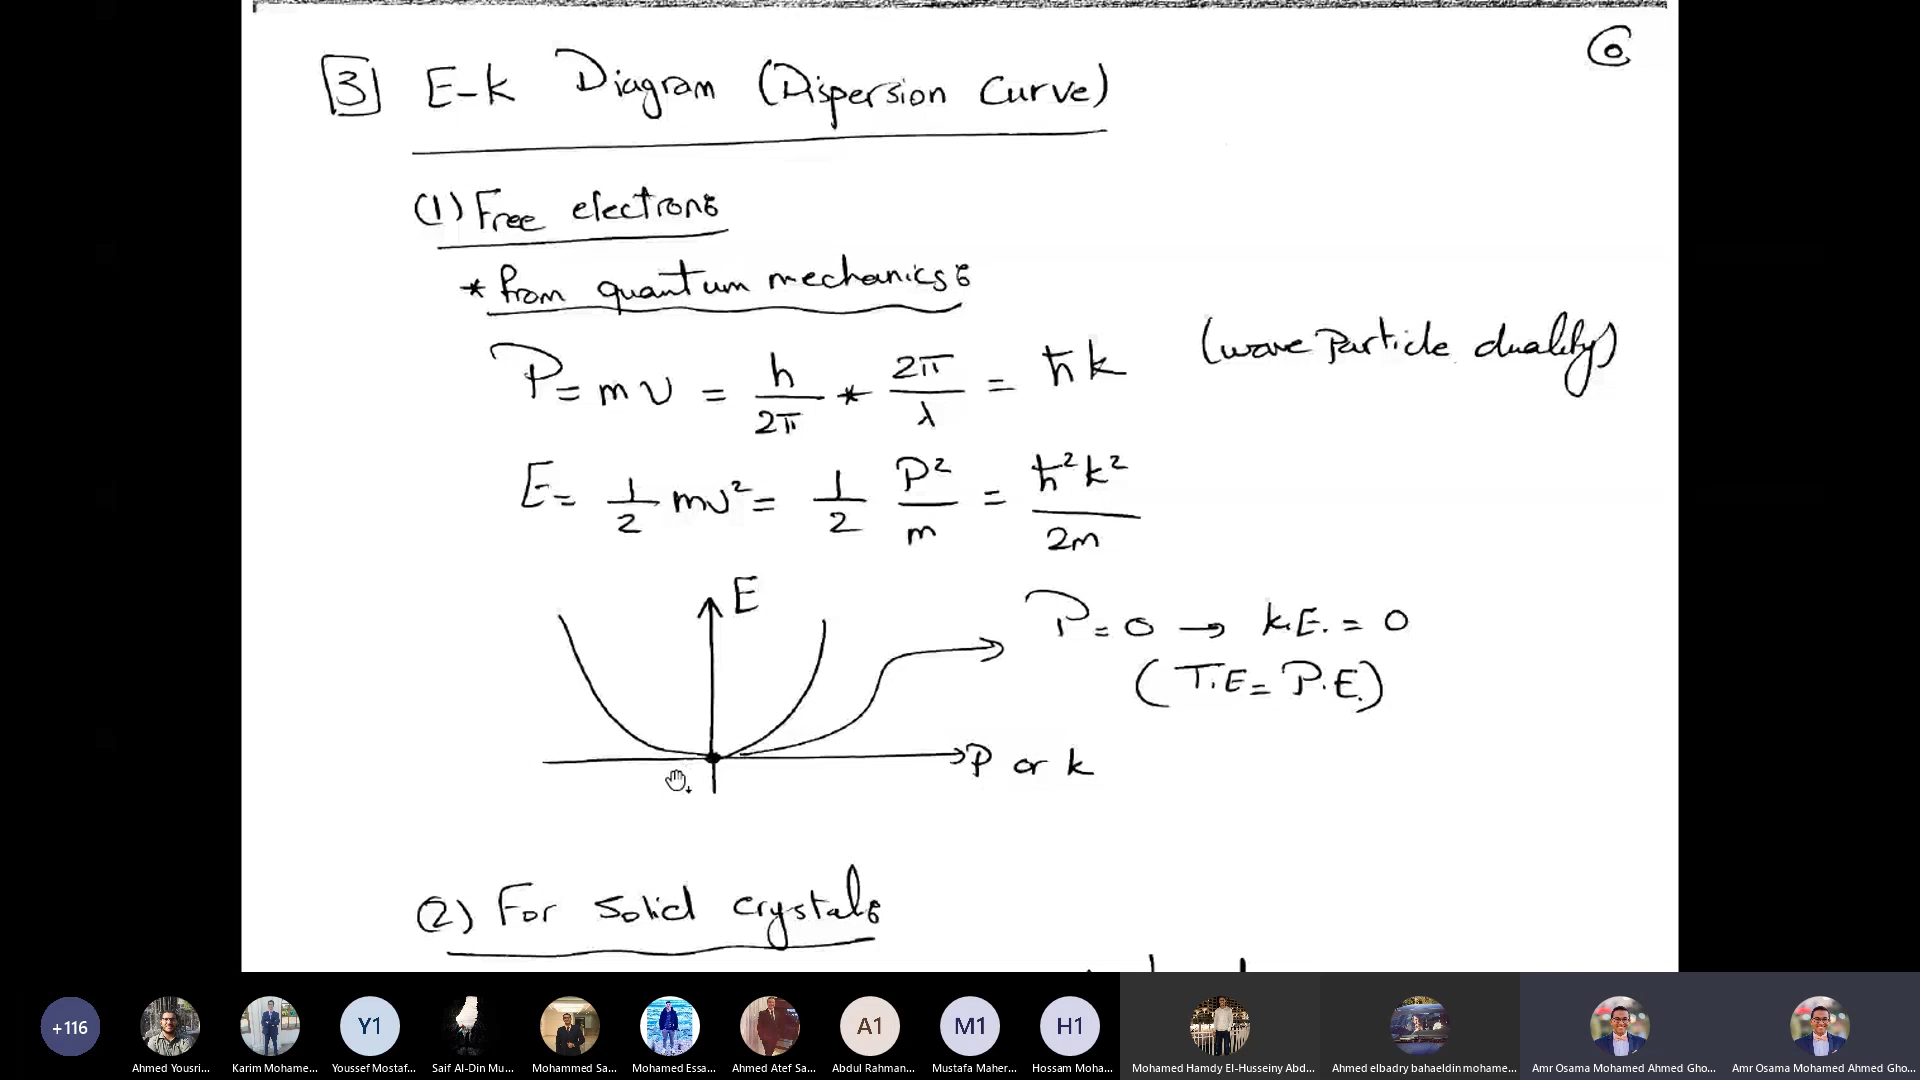 6
3 E-k Diagram (Dispersion Curve)
(1) Free electrons
* from quantum mechanics:
P = mv = h/2π * 2π/λ = ħk (wave Particle duality)
E = 1/2 mv² = 1/2 P²/m = ħ²k²/2m
E
P = 0 → k.E. = 0
(T.E = P.E.)
P or k
(2) For Solid crystals
+116
Ahmed Yousri...
Karim Mohame...
Y1
Youssef Mostaf...
Saif Al-Din Mu...
Mohammed Sa...
Mohamed Essa...
Ahmed Atef Sa...
A1
Abdul Rahman...
M1
Mustafa Maher...
H1
Hossam Moha...
Mohamed Hamdy El-Husseiny Abd...
Ahmed elbadry bahaeldin mohame...
Amr Osama Mohamed Ahmed Gho...
Amr Osama Mohamed Ahmed Gho...